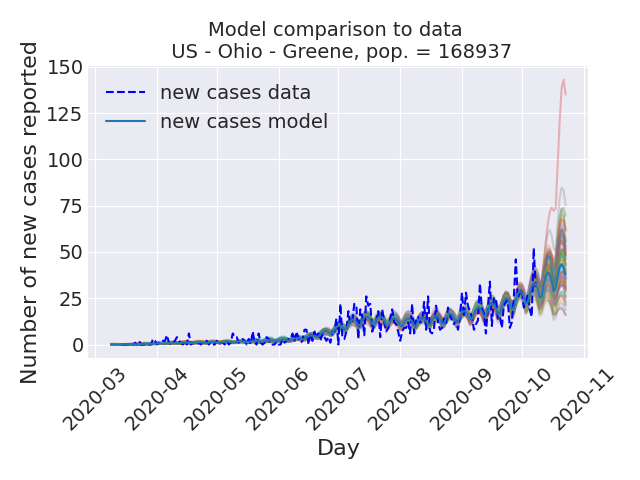 Model comparison to data
US - Ohio - Greene, pop. = 168937
new cases data
new cases model
Number of new cases reported
150
125
100
75
50
25
0
2020-03
2020-04
2020-05
2020-06
2020-07
2020-08
2020-09
2020-10
2020-11
Day